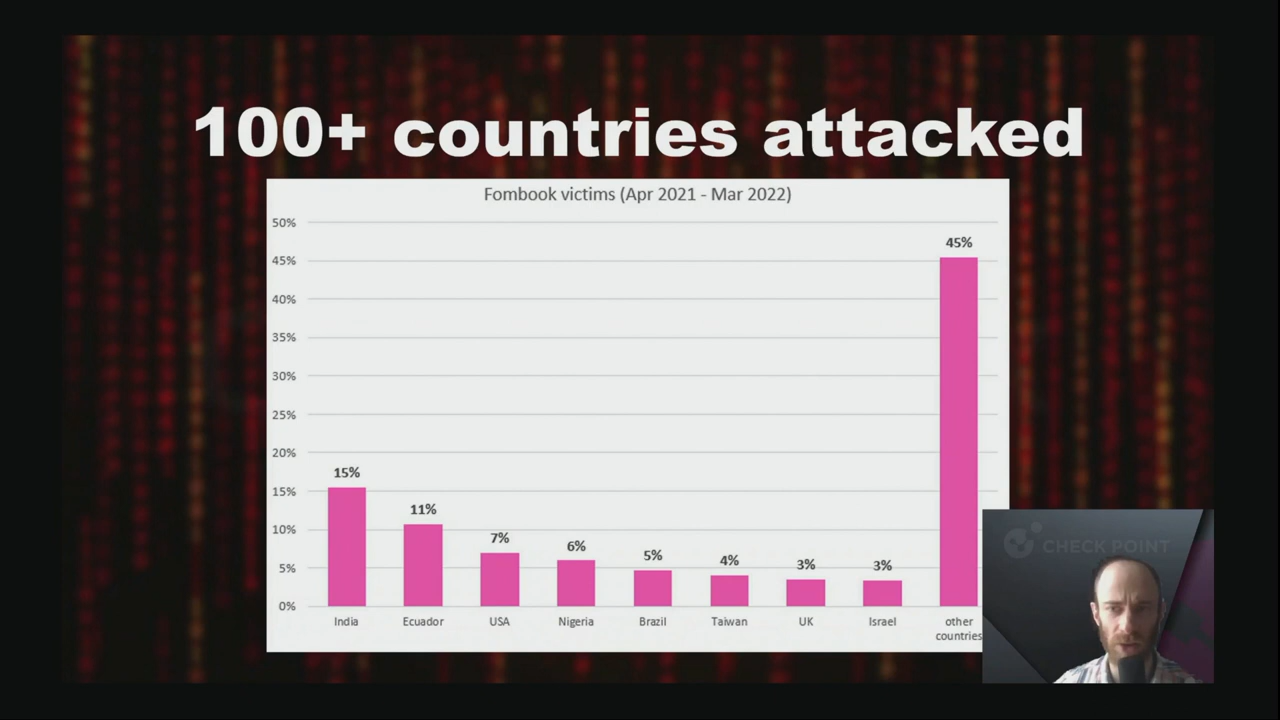 100+ countries attacked
Fombook victims (Apr 2021 - Mar 2022)
50%
45%
40%
35%
30%
25%
20%
15%
10%
5%
0%
15%
11%
7%
6%
5%
4%
3%
3%
45%
India
Ecuador
USA
Nigeria
Brazil
Taiwan
UK
Israel
other
countries
CHECK POINT